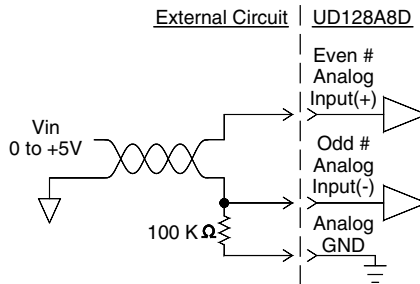 External Circuit
UD128A8D
Even #
Analog
Input(+)
Vin
0 to +5V
Odd #
Analog
Input(-)
100 K Ω
Analog
GND